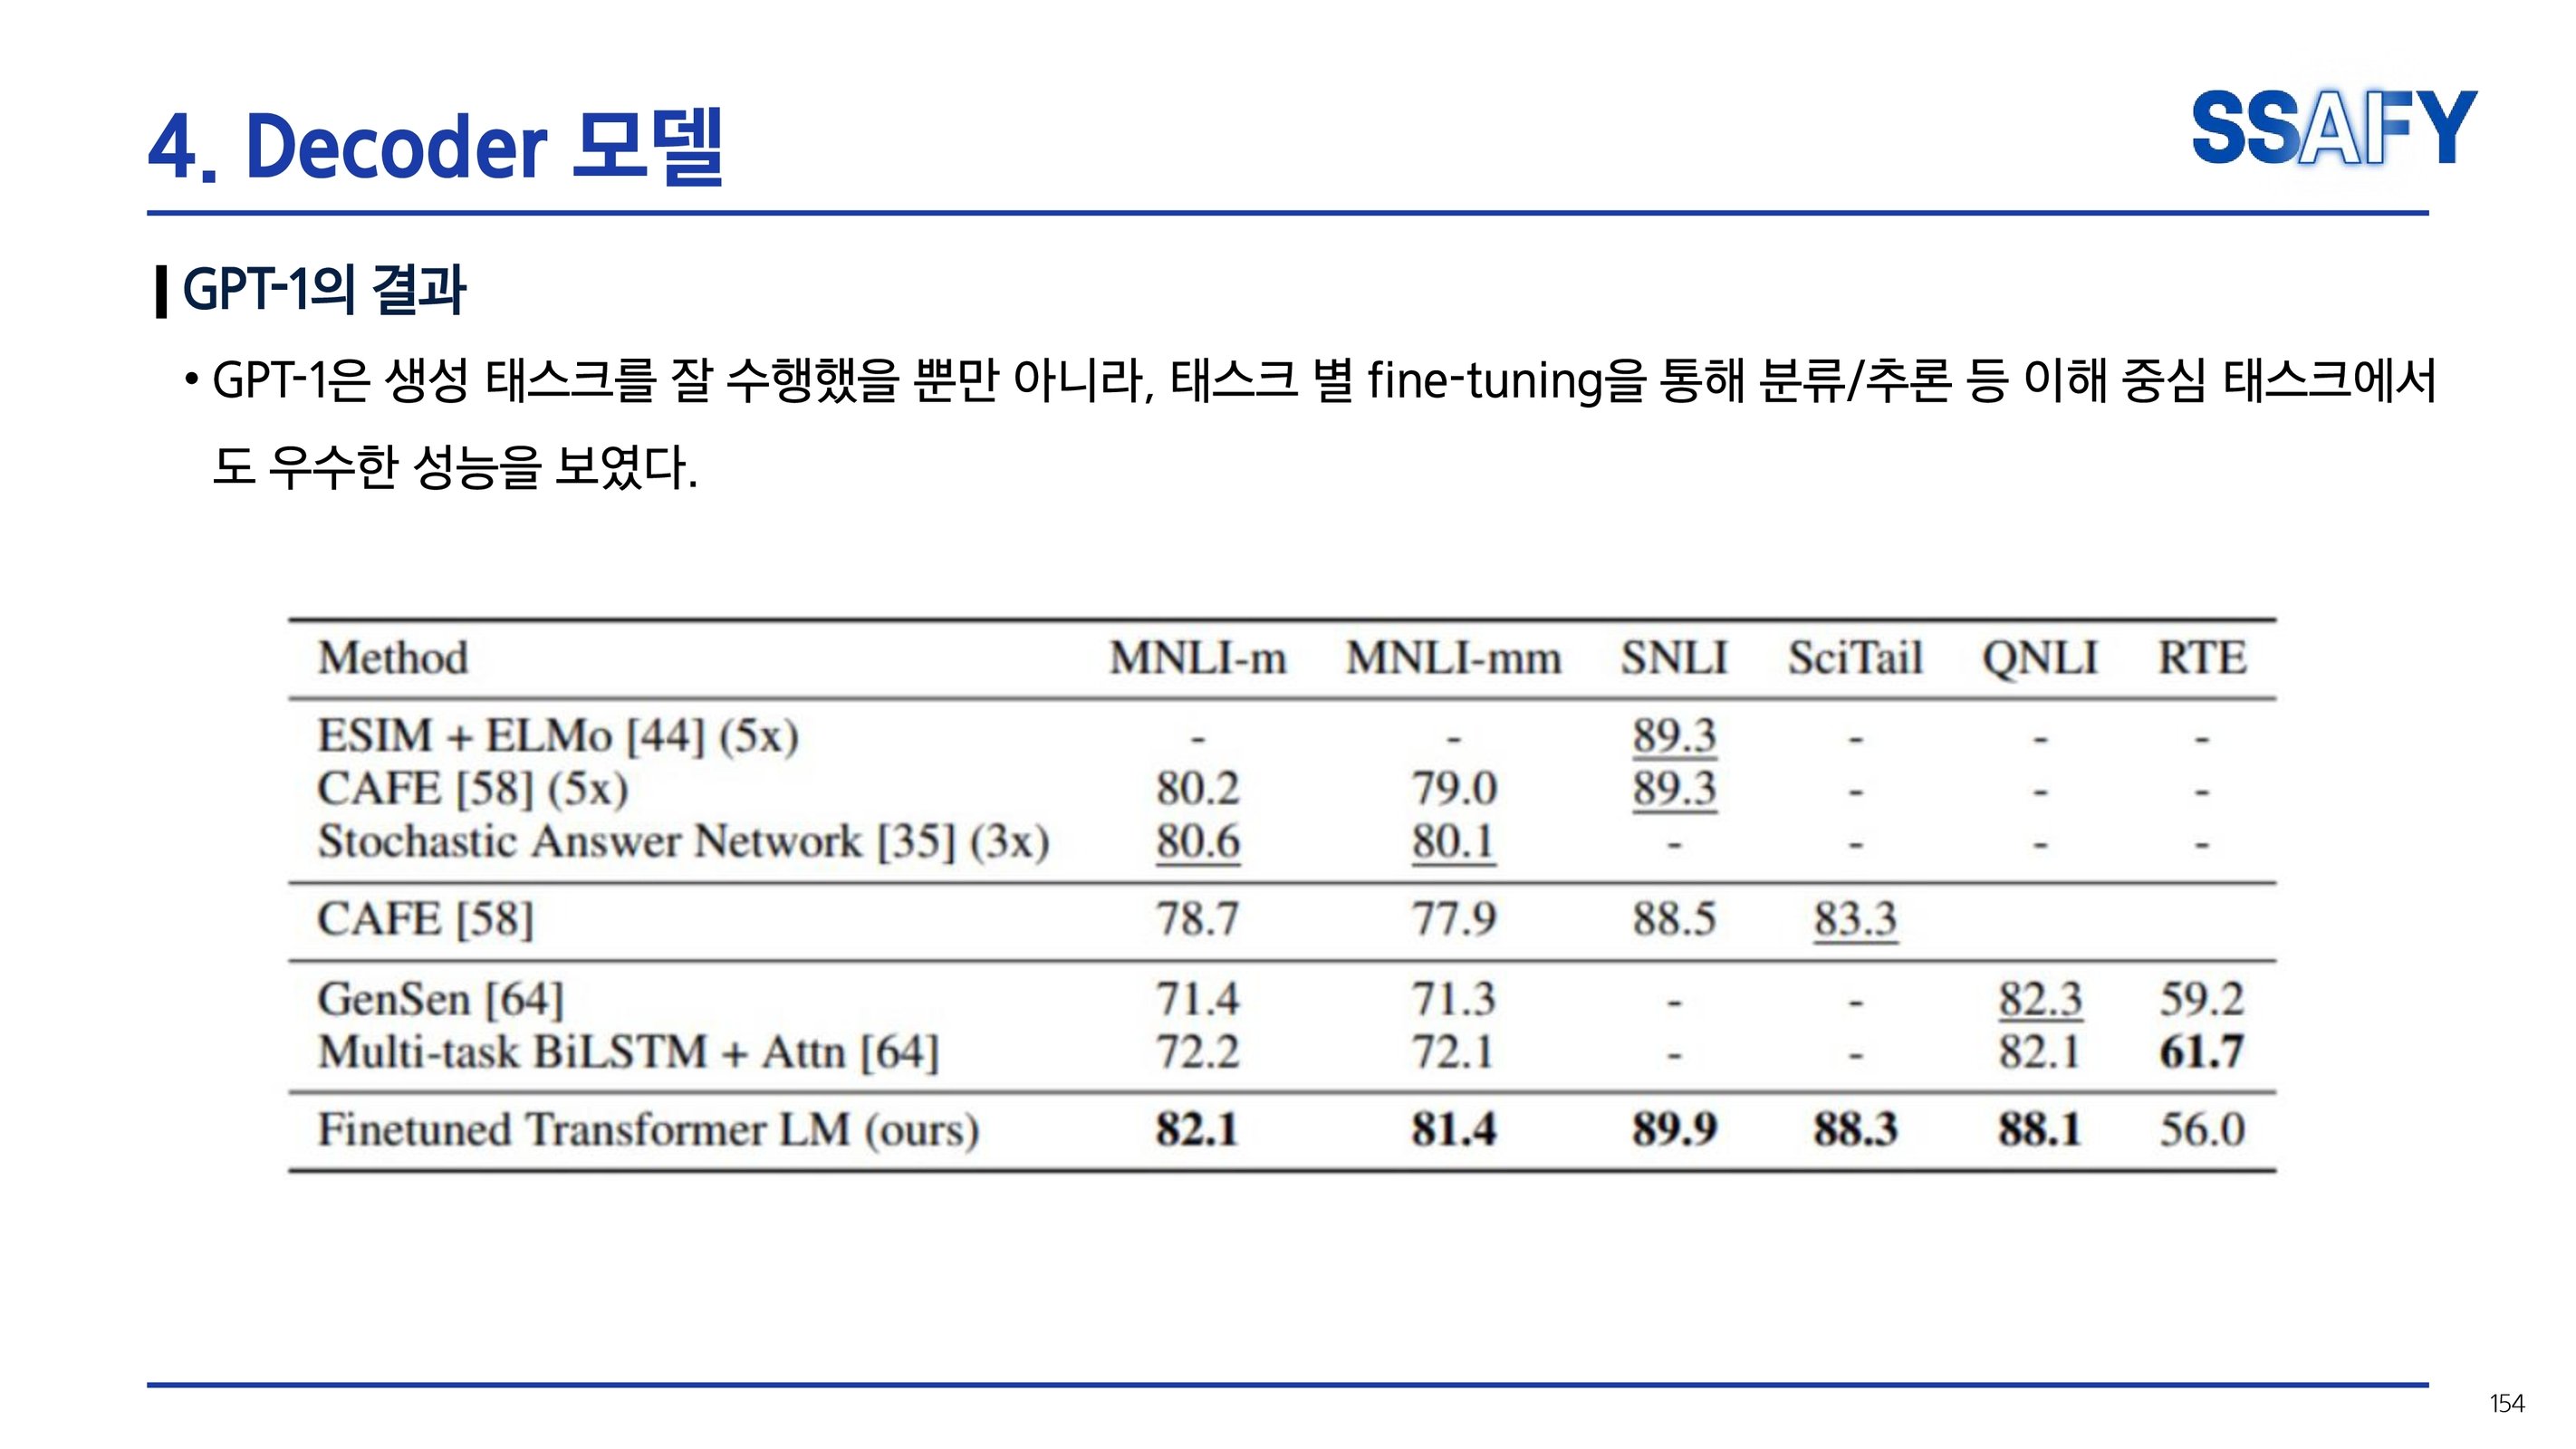 4. Decoder 모델
SSAFY
GPT-1의 결과
• GPT-1은 생성 태스크를 잘 수행했을 뿐만 아니라, 태스크 별 fine-tuning을 통해 분류/추론 등 이해 중심 태스크에서
도 우수한 성능을 보였다.
Method MNLI-m MNLI-mm SNLI SciTail QNLI RTE
ESIM + ELMo [44] (5x) - - 89.3 - - -
CAFE [58] (5x) 80.2 79.0 89.3 - - -
Stochastic Answer Network [35] (3x) 80.6 80.1 - - - -
CAFE [58] 78.7 77.9 88.5 83.3
GenSen [64] 71.4 71.3 - - 82.3 59.2
Multi-task BiLSTM + Attn [64] 72.2 72.1 - - 82.1 61.7
Finetuned Transformer LM (ours) 82.1 81.4 89.9 88.3 88.1 56.0
154